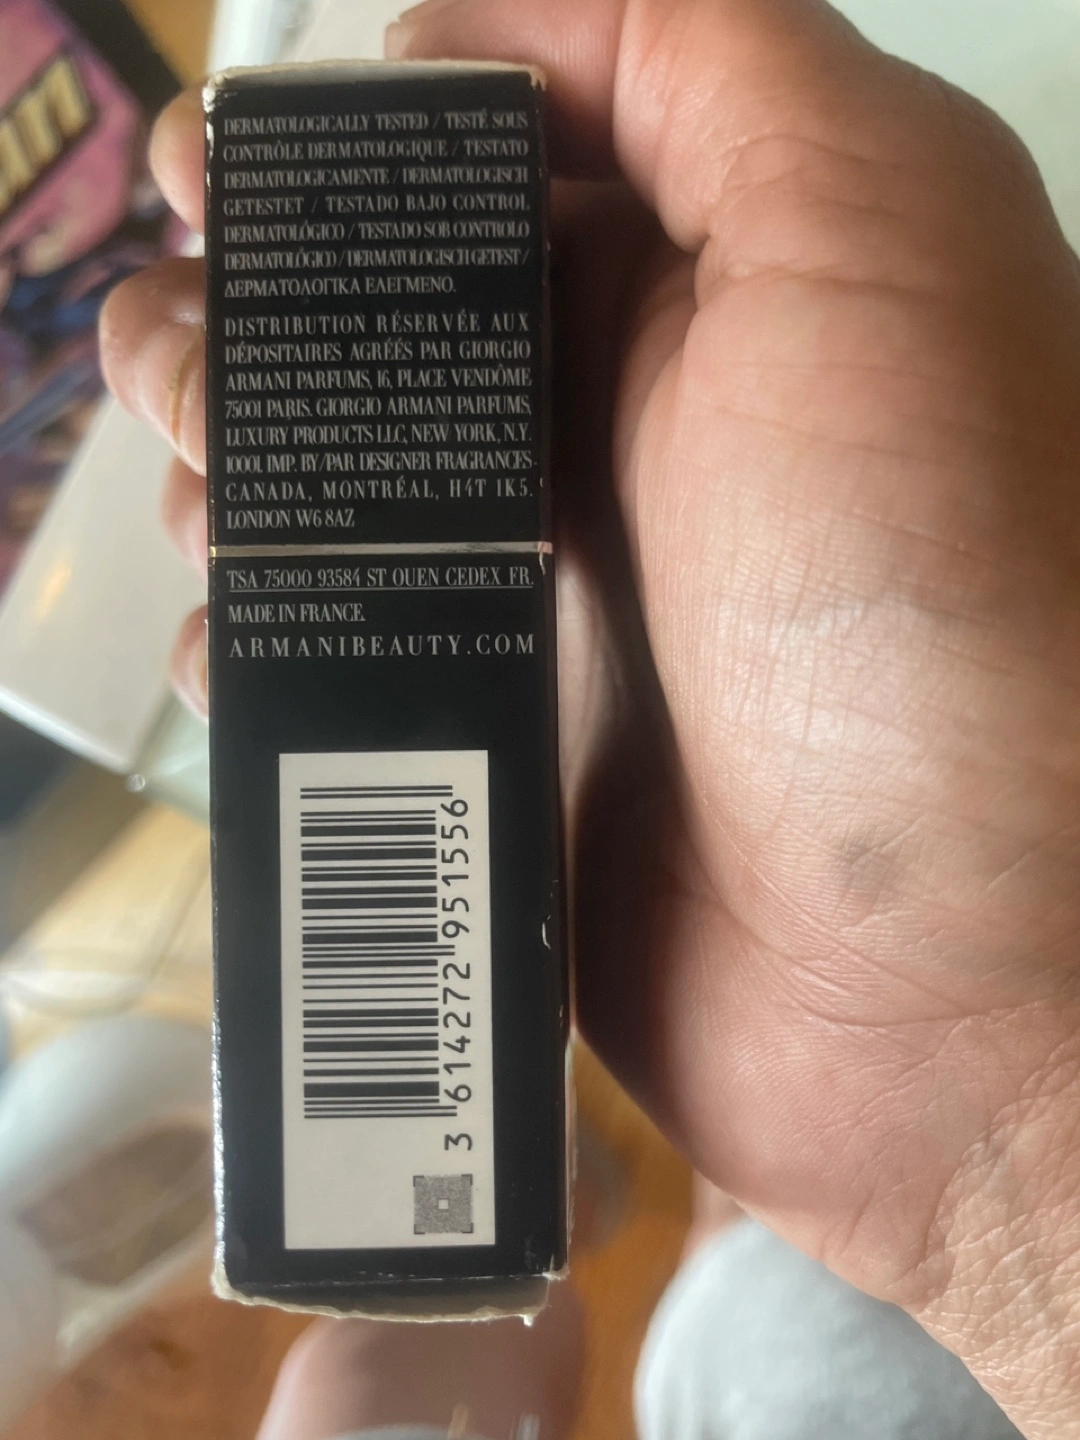 DERMATOLOGICALLY TESTED / TESTÉ SOUS
CONTRÔLE DERMATOLOGIQUE / TESTATO
DERMATOLOGICAMENTE / DERMATOLOGISCH
GETESTET / TESTADO BAJO CONTROL
DERMATOLÓGICO / TESTADO SOB CONTROLO
DERMATOLÓGICO / DERMATOLOGISCH GETEST /
ΔΕΡΜΑΤΟΛΟΓΙΚΑ ΕΛΕΓΜΕΝΟ.
DISTRIBUTION RÉSERVÉE AUX
DÉPOSITAIRES AGRÉÉS PAR GIORGIO
ARMANI PARFUMS, 16, PLACE VENDÔME
75001 PARIS. GIORGIO ARMANI PARFUMS,
LUXURY PRODUCTS LLC, NEW YORK, N.Y.
10001. IMP. BY/PAR DESIGNER FRAGRANCES-
CANADA, MONTRÉAL, H4T 1K5.
LONDON W6 8AZ
TSA 75000 93584 ST OUEN CEDEX FR.
MADE IN FRANCE.
ARMANIBEAUTY.COM
3 614272 951556